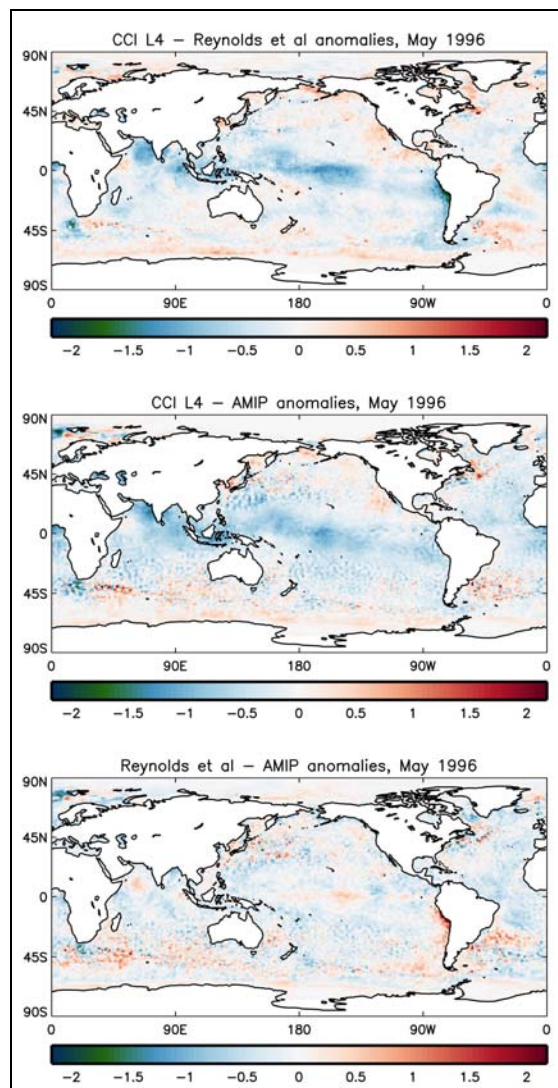 CCI L4 – Reynolds et al anomalies, May 1996
90N
45N
0
45S
90S
0 90E 180 90W 0
-2 -1.5 -1 -0.5 0 0.5 1 1.5 2
CCI L4 – AMIP anomalies, May 1996
90N
45N
0
45S
90S
0 90E 180 90W 0
-2 -1.5 -1 -0.5 0 0.5 1 1.5 2
Reynolds et al – AMIP anomalies, May 1996
90N
45N
0
45S
90S
0 90E 180 90W 0
-2 -1.5 -1 -0.5 0 0.5 1 1.5 2